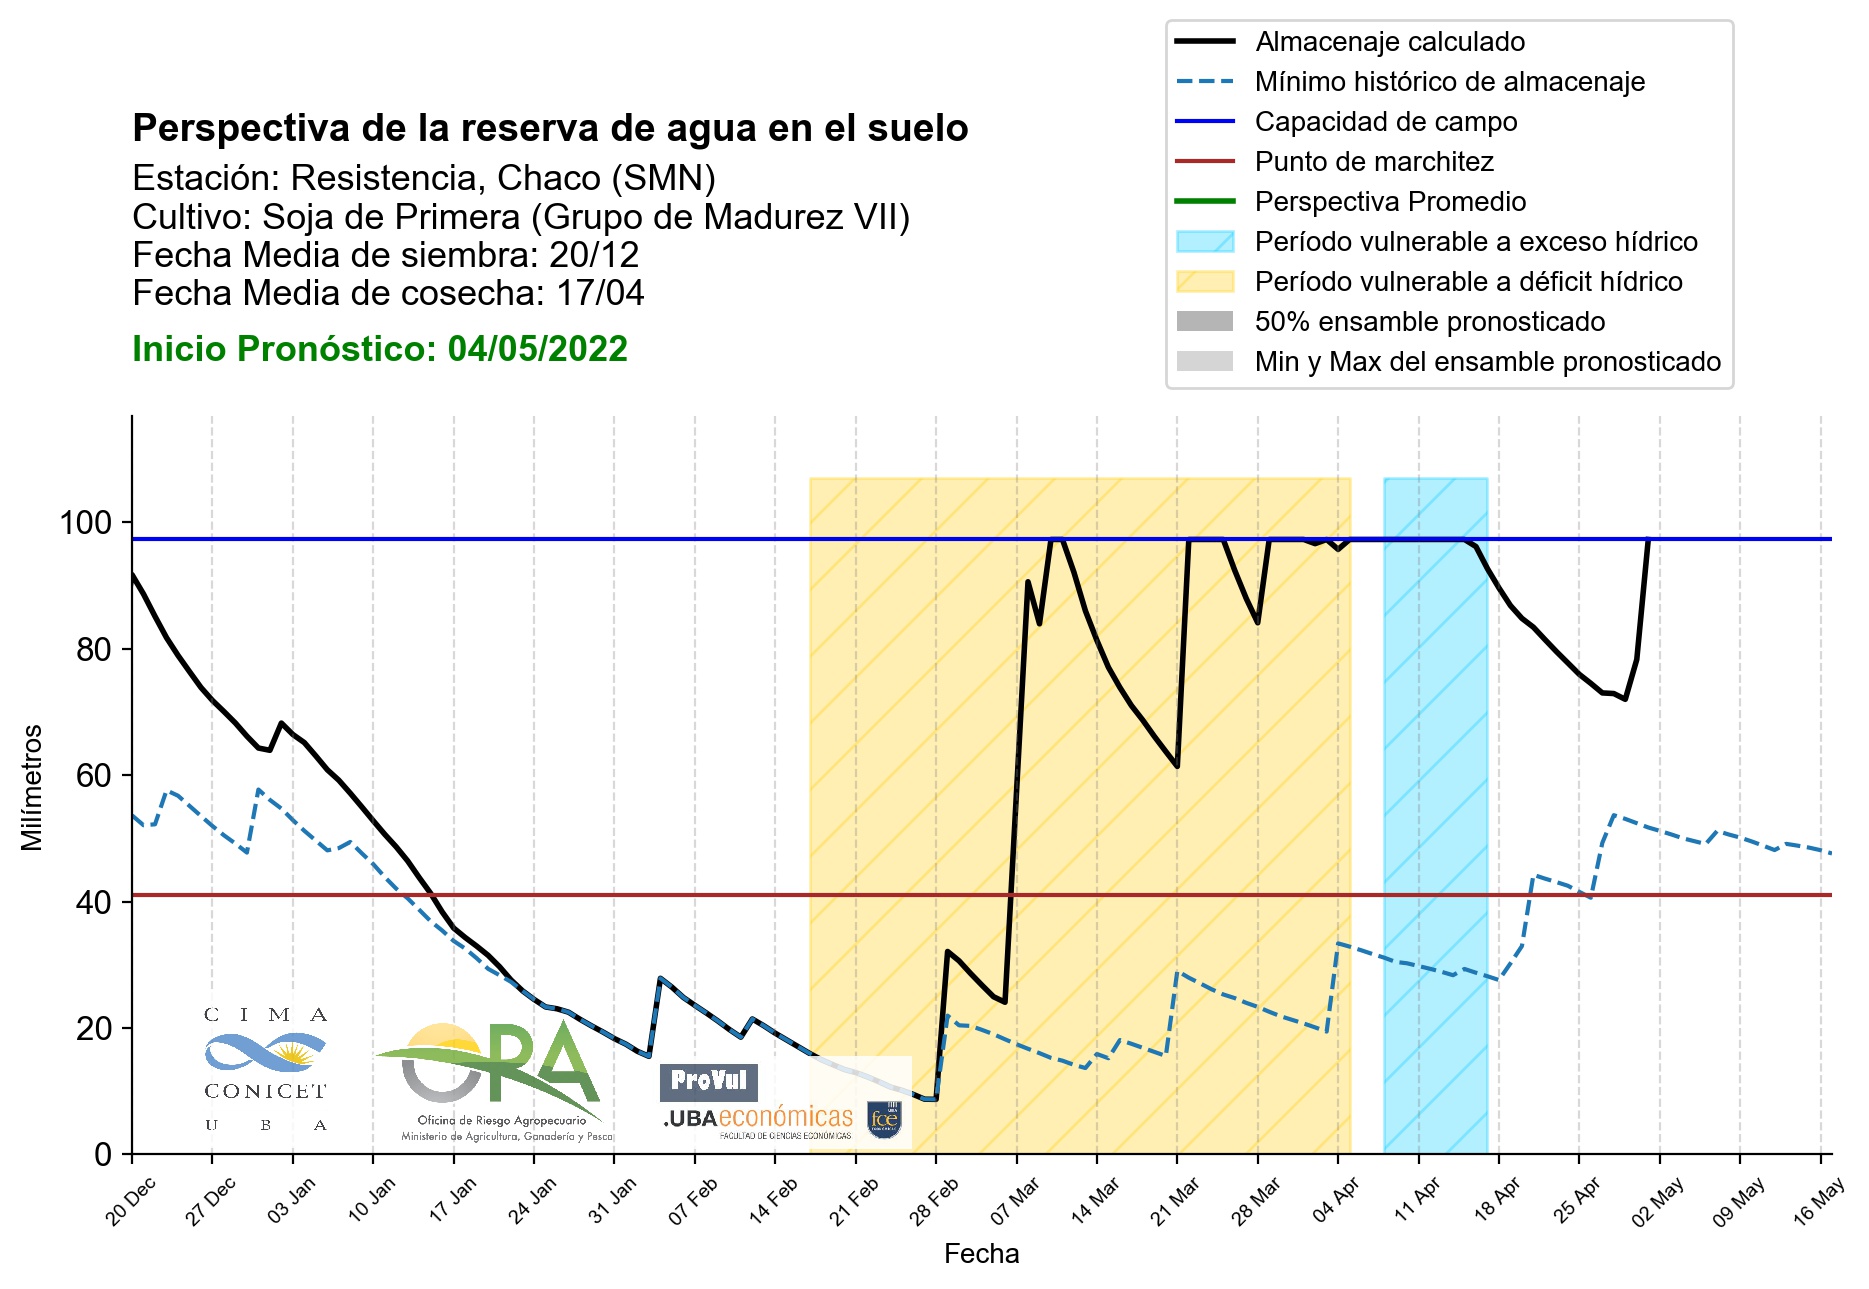 Almacenaje calculado
Mínimo histórico de almacenaje
Capacidad de campo
Punto de marchitez
Perspectiva Promedio
Período vulnerable a exceso hídrico
Período vulnerable a déficit hídrico
50% ensamble pronosticado
Min y Max del ensamble pronosticado
Perspectiva de la reserva de agua en el suelo
Estación: Resistencia, Chaco (SMN)
Cultivo: Soja de Primera (Grupo de Madurez VII)
Fecha Media de siembra: 20/12
Fecha Media de cosecha: 17/04
Inicio Pronóstico: 04/05/2022
Milímetros
100
80
60
40
20
0
CIMA
CONICET
UBA
ORA
Oficina de Riesgo Agropecuario
Ministerio de Agricultura, Ganadería y Pesca
ProVul
.UBAeconómicas
FACULTAD DE CIENCIAS ECONÓMICAS
UBA
fce
ECONÓMICAS
20 Dec
27 Dec
03 Jan
10 Jan
17 Jan
24 Jan
31 Jan
07 Feb
14 Feb
21 Feb
28 Feb
07 Mar
14 Mar
21 Mar
28 Mar
04 Apr
11 Apr
18 Apr
25 Apr
02 May
09 May
16 May
Fecha